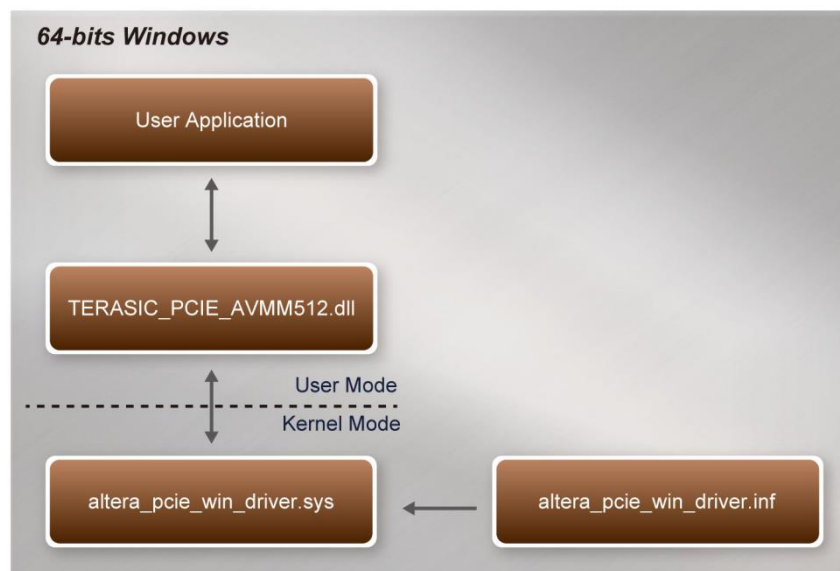 64-bits Windows
User Application
TERASIC_PCIE_AVMM512.dll
User Mode
Kernel Mode
altera_pcie_win_driver.sys
altera_pcie_win_driver.inf